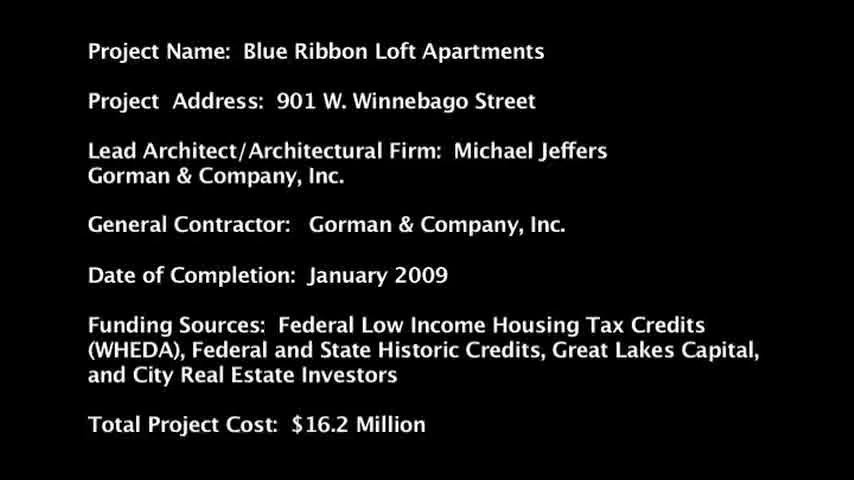 Project Name:  Blue Ribbon Loft Apartments
Project  Address:  901 W. Winnebago Street
Lead Architect/Architectural Firm:  Michael Jeffers
Gorman & Company, Inc.
General Contractor:   Gorman & Company, Inc.
Date of Completion:  January 2009
Funding Sources:  Federal Low Income Housing Tax Credits
(WHEDA), Federal and State Historic Credits, Great Lakes Capital,
and City Real Estate Investors
Total Project Cost:  $16.2 Million